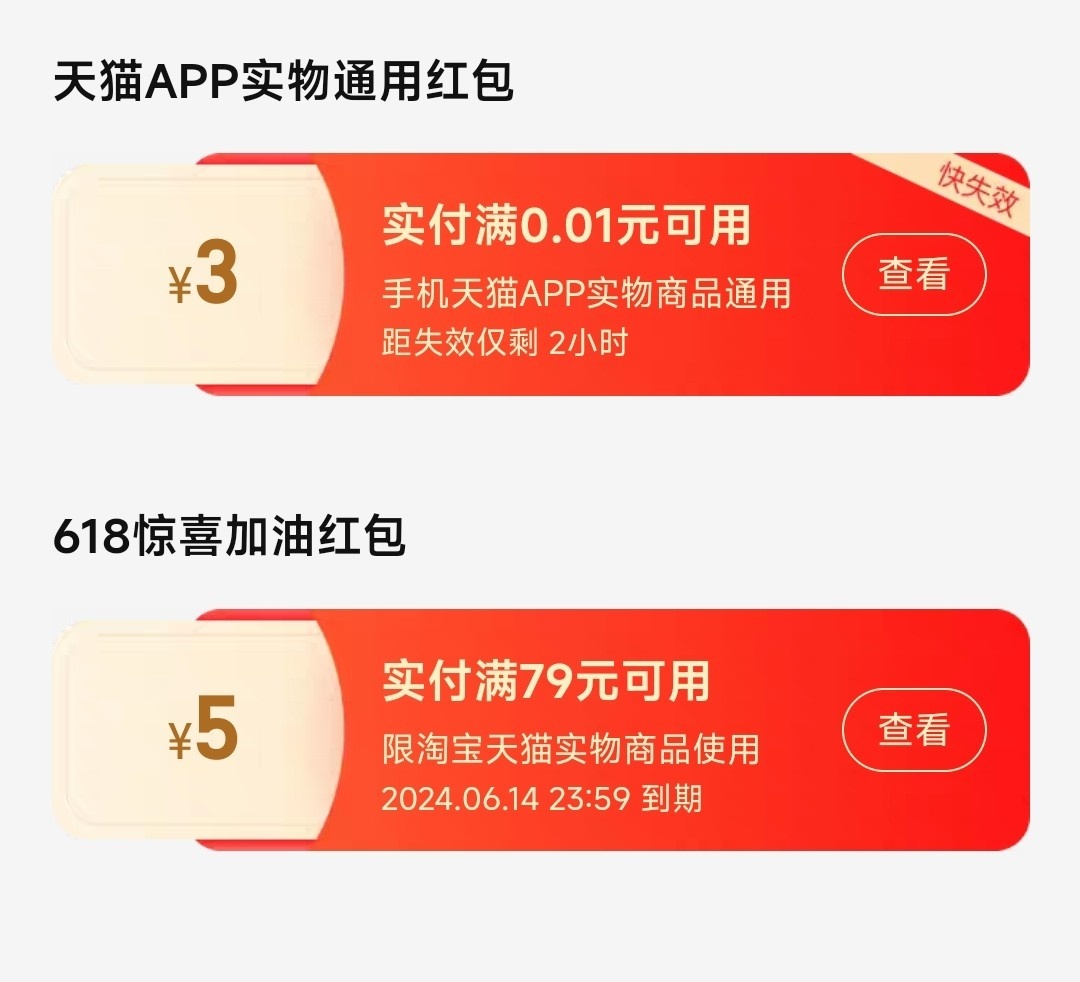 天猫APP实物通用红包
快失效
¥3
实付满0.01元可用
手机天猫APP实物商品通用
距失效仅剩 2小时
查看
618惊喜加油红包
¥5
实付满79元可用
限淘宝天猫实物商品使用
2024.06.14 23:59 到期
查看